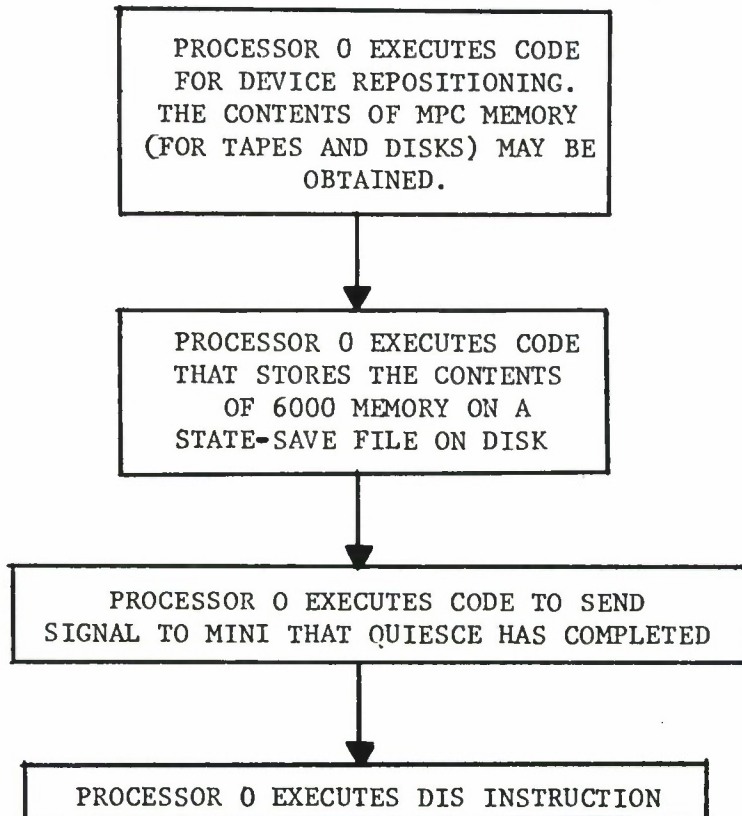 PROCESSOR 0 EXECUTES CODE
FOR DEVICE REPOSITIONING.
THE CONTENTS OF MPC MEMORY
(FOR TAPES AND DISKS) MAY BE
OBTAINED.
PROCESSOR 0 EXECUTES CODE
THAT STORES THE CONTENTS
OF 6000 MEMORY ON A
STATE-SAVE FILE ON DISK
PROCESSOR 0 EXECUTES CODE TO SEND
SIGNAL TO MINI THAT QUIESCE HAS COMPLETED
PROCESSOR 0 EXECUTES DIS INSTRUCTION